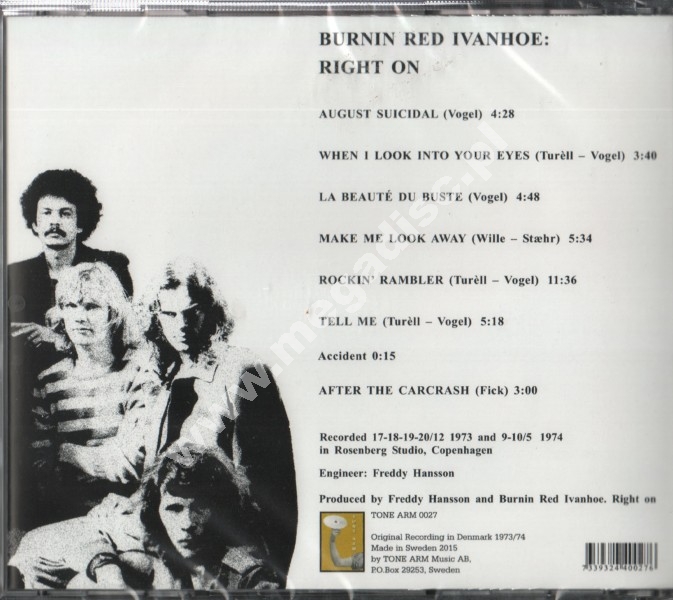 BURNIN RED IVANHOE:
RIGHT ON
AUGUST SUICIDAL (Vogel) 4:28
WHEN I LOOK INTO YOUR EYES (Turèll – Vogel) 3:40
LA BEAUTÉ DU BUSTE (Vogel) 4:48
MAKE ME LOOK AWAY (Wille – Stæhr) 5:34
ROCKIN' RAMBLER (Turèll – Vogel) 11:36
TELL ME (Turèll – Vogel) 5:18
Accident 0:15
AFTER THE CARCRASH (Fick) 3:00
Recorded 17-18-19-20/12 1973 and 9-10/5 1974
in Rosenberg Studio, Copenhagen
Engineer: Freddy Hansson
Produced by Freddy Hansson and Burnin Red Ivanhoe. Right on
TONE ARM 0027
Original Recording in Denmark 1973/74
Made in Sweden 2015
by TONE ARM Music AB,
P.O.Box 29253, Sweden
7339324400276
www.megadisc.pl